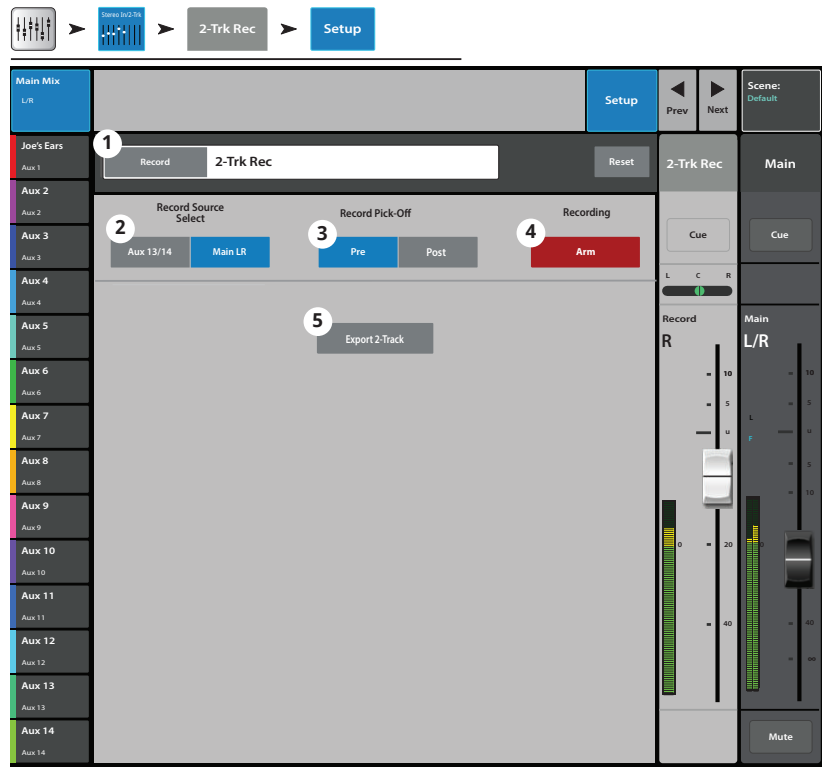 Stereo In/2-Trk
2-Trk Rec
Setup
Main Mix
L/R
Setup
Prev
Next
Scene:
Default
Joe's Ears
Aux 1
Aux 2
Aux 2
Aux 3
Aux 3
Aux 4
Aux 4
Aux 5
Aux 5
Aux 6
Aux 6
Aux 7
Aux 7
Aux 8
Aux 8
Aux 9
Aux 9
Aux 10
Aux 10
Aux 11
Aux 11
Aux 12
Aux 12
Aux 13
Aux 13
Aux 14
Aux 14
1
Record
2-Trk Rec
Reset
Record Source
Select
2
Aux 13/14
Main LR
Record Pick-Off
3
Pre
Post
Recording
4
Arm
5
Export 2-Track
2-Trk Rec
Cue
L C R
Record
R
10
5
u
0
20
40
Main
Cue
Main
L/R
10
5
L
u
F
5
10
0
40
∞
Mute